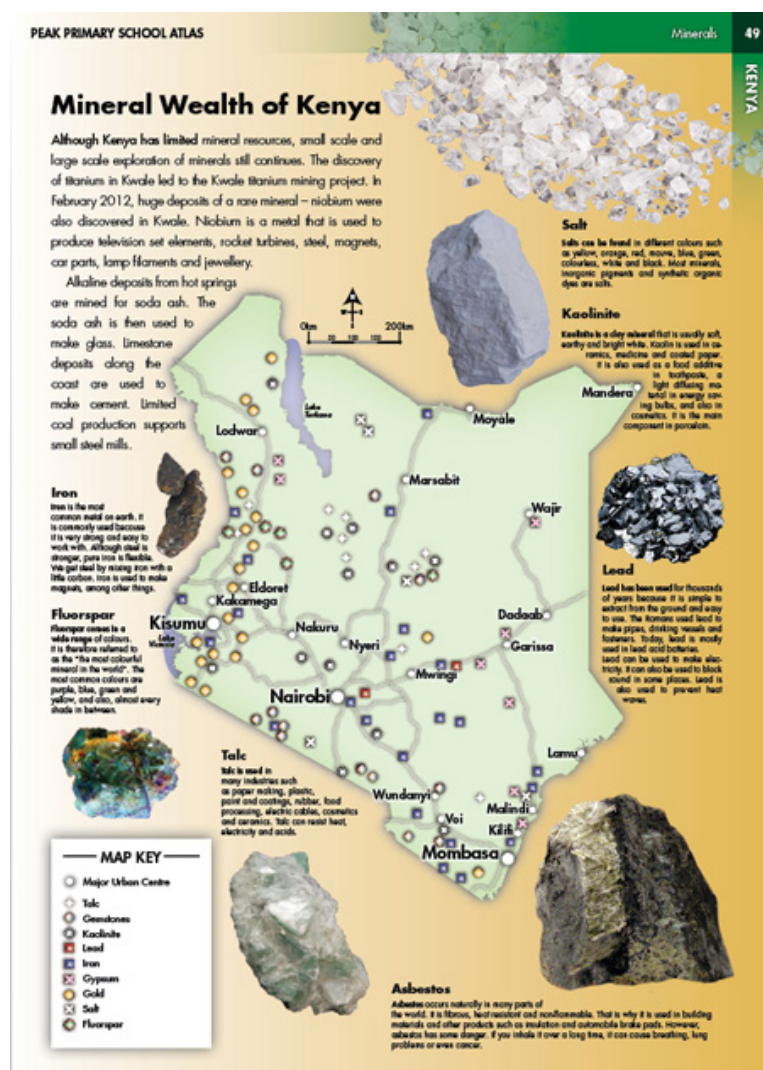 PEAK PRIMARY SCHOOL ATLAS
Minerals 49
KENYA
Mineral Wealth of Kenya
Although Kenya has limited mineral resources, small scale and
large scale exploration of minerals still continues. The discovery
of titanium in Kwale led to the Kwale titanium mining project. In
February 2012, huge deposits of a rare mineral – niobium were
also discovered in Kwale. Niobium is a metal that is used to
produce television set elements, rocket turbines, steel, magnets,
car parts, lamp filaments and jewellery.
Alkaline deposits from hot springs
are mined for soda ash. The
soda ash is then used to
make glass. Limestone
deposits along the
coast are used to
make cement. Limited
coal production supports
small steel mills.
Salt
Salts can be found in different colours such
as yellow, orange, red, mauve, blue, green,
colourless, white and black. Most minerals,
inorganic pigments and synthetic organic
dyes are salts.
Kaolinite
Kaolinite is a clay mineral that is usually soft,
earthy and bright white. Kaolin is used in ce-
ramics, medicine and coated paper.
It is also used as a food additive
in toothpaste, a
light diffusing ma-
terial in energy sav-
ing bulbs, and also in
cosmetics. It is the main
component in porcelain.
Iron
Iron is the most
common metal on earth. It
is commonly used because
it is very strong and easy to
work with. Although steel is
stronger, pure iron is flexible.
We get steel by mixing iron with a
little carbon. Iron is used to make
magnets, among other things.
Fluorspar
Fluorspar comes in a
wide range of colours.
It is therefore referred to
as the "the most colourful
mineral in the world". The
most common colours are
purple, blue, green and
yellow, and also, almost every
shade in between.
Lead
Lead has been used for thousands
of years because it is simple to
extract from the ground and easy
to use. The Romans used lead to
make pipes, drinking vessels and
fasteners. Today, lead is mostly
used in lead acid batteries.
Lead can be used to make elec-
tricity. It can also be used to block
sound in some places. Lead is
also used to prevent heat
waves.
Talc
Talc is used in
many industries such
as paper making, plastic,
paint and coatings, rubber, food
processing, electric cables, cosmetics
and ceramics. Talc can resist heat,
electricity and acids.
Asbestos
Asbestos occurs naturally in many parts of
the world. It is fibrous, heat resistant and nonflammable. That is why it is used in building
materials and other products such as insulation and automobile brake pads. However,
asbestos has some danger. If you inhale it over a long time, it can cause breathing, lung
problems or even cancer.
0km 50 100 150 200km
Lake Turkana
Lodwar
Moyale
Mandera
Marsabit
Wajir
Eldoret
Kakamega
Kisumu
Lake Victoria
Nakuru
Nyeri
Dadaab
Garissa
Mwingi
Nairobi
Lamu
Wundanyi
Malindi
Voi
Kilifi
Mombasa
MAP KEY
Major Urban Centre
Talc
Gemstones
Kaolinite
Lead
Iron
Gypsum
Gold
Salt
Fluorspar